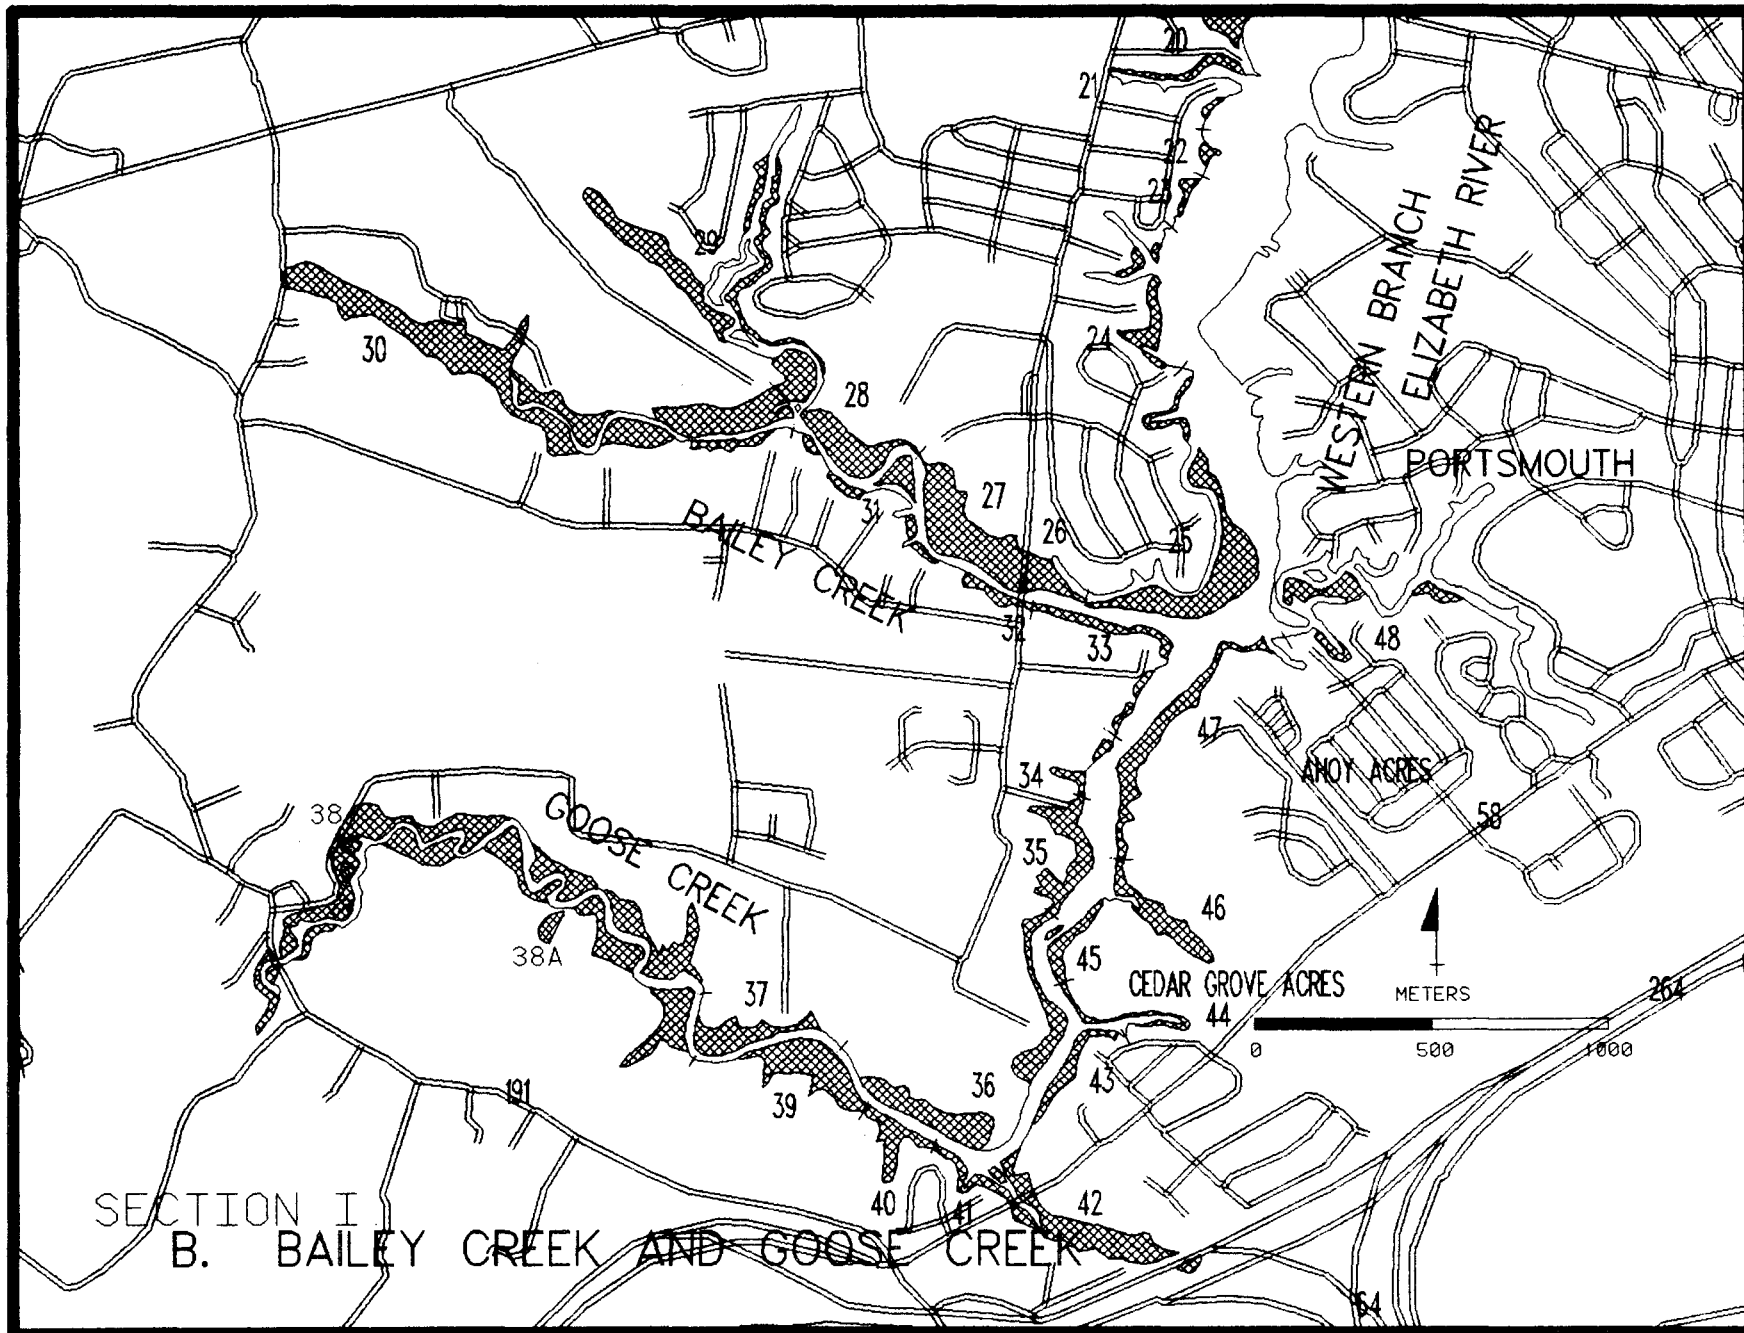 20
21
22
23
24
25
26
27
28
29
30
31
32
33
34
35
36
37
38
38A
39
40
41
42
43
44
45
46
47
48
WESTERN BRANCH
ELIZABETH RIVER
PORTSMOUTH
BAILEY CREEK
GOOSE CREEK
AHOY ACRES
58
CEDAR GROVE ACRES
METERS
0 500 1000
264
191
64
SECTION I
B. BAILEY CREEK AND GOOSE CREEK